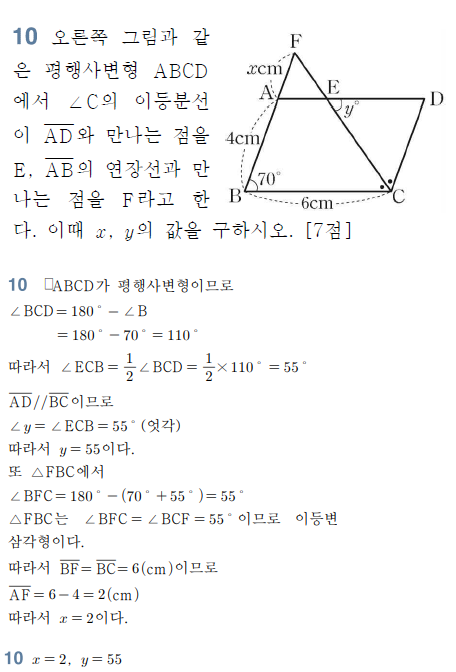 10 오른쪽 그림과 같
은 평행사변형 ABCD
에서 ∠C의 이등분선
이 AD와 만나는 점을
E, AB의 연장선과 만
나는 점을 F라고 한
다. 이때 x, y의 값을 구하시오. [7점]
F
xcm
E
A
D
y°
4cm
70°
B
6cm
C
10 □ABCD가 평행사변형이므로
∠BCD=180°-∠B
=180°-70°=110°
따라서 ∠ECB=1/2∠BCD=1/2×110°=55°
AD//BC이므로
∠y=∠ECB=55°(엇각)
따라서 y=55이다.
또 △FBC에서
∠BFC=180°-(70°+55°)=55°
△FBC는 ∠BFC=∠BCF=55°이므로 이등변
삼각형이다.
따라서 BF=BC=6(cm)이므로
AF=6-4=2(cm)
따라서 x=2이다.
10 x=2, y=55